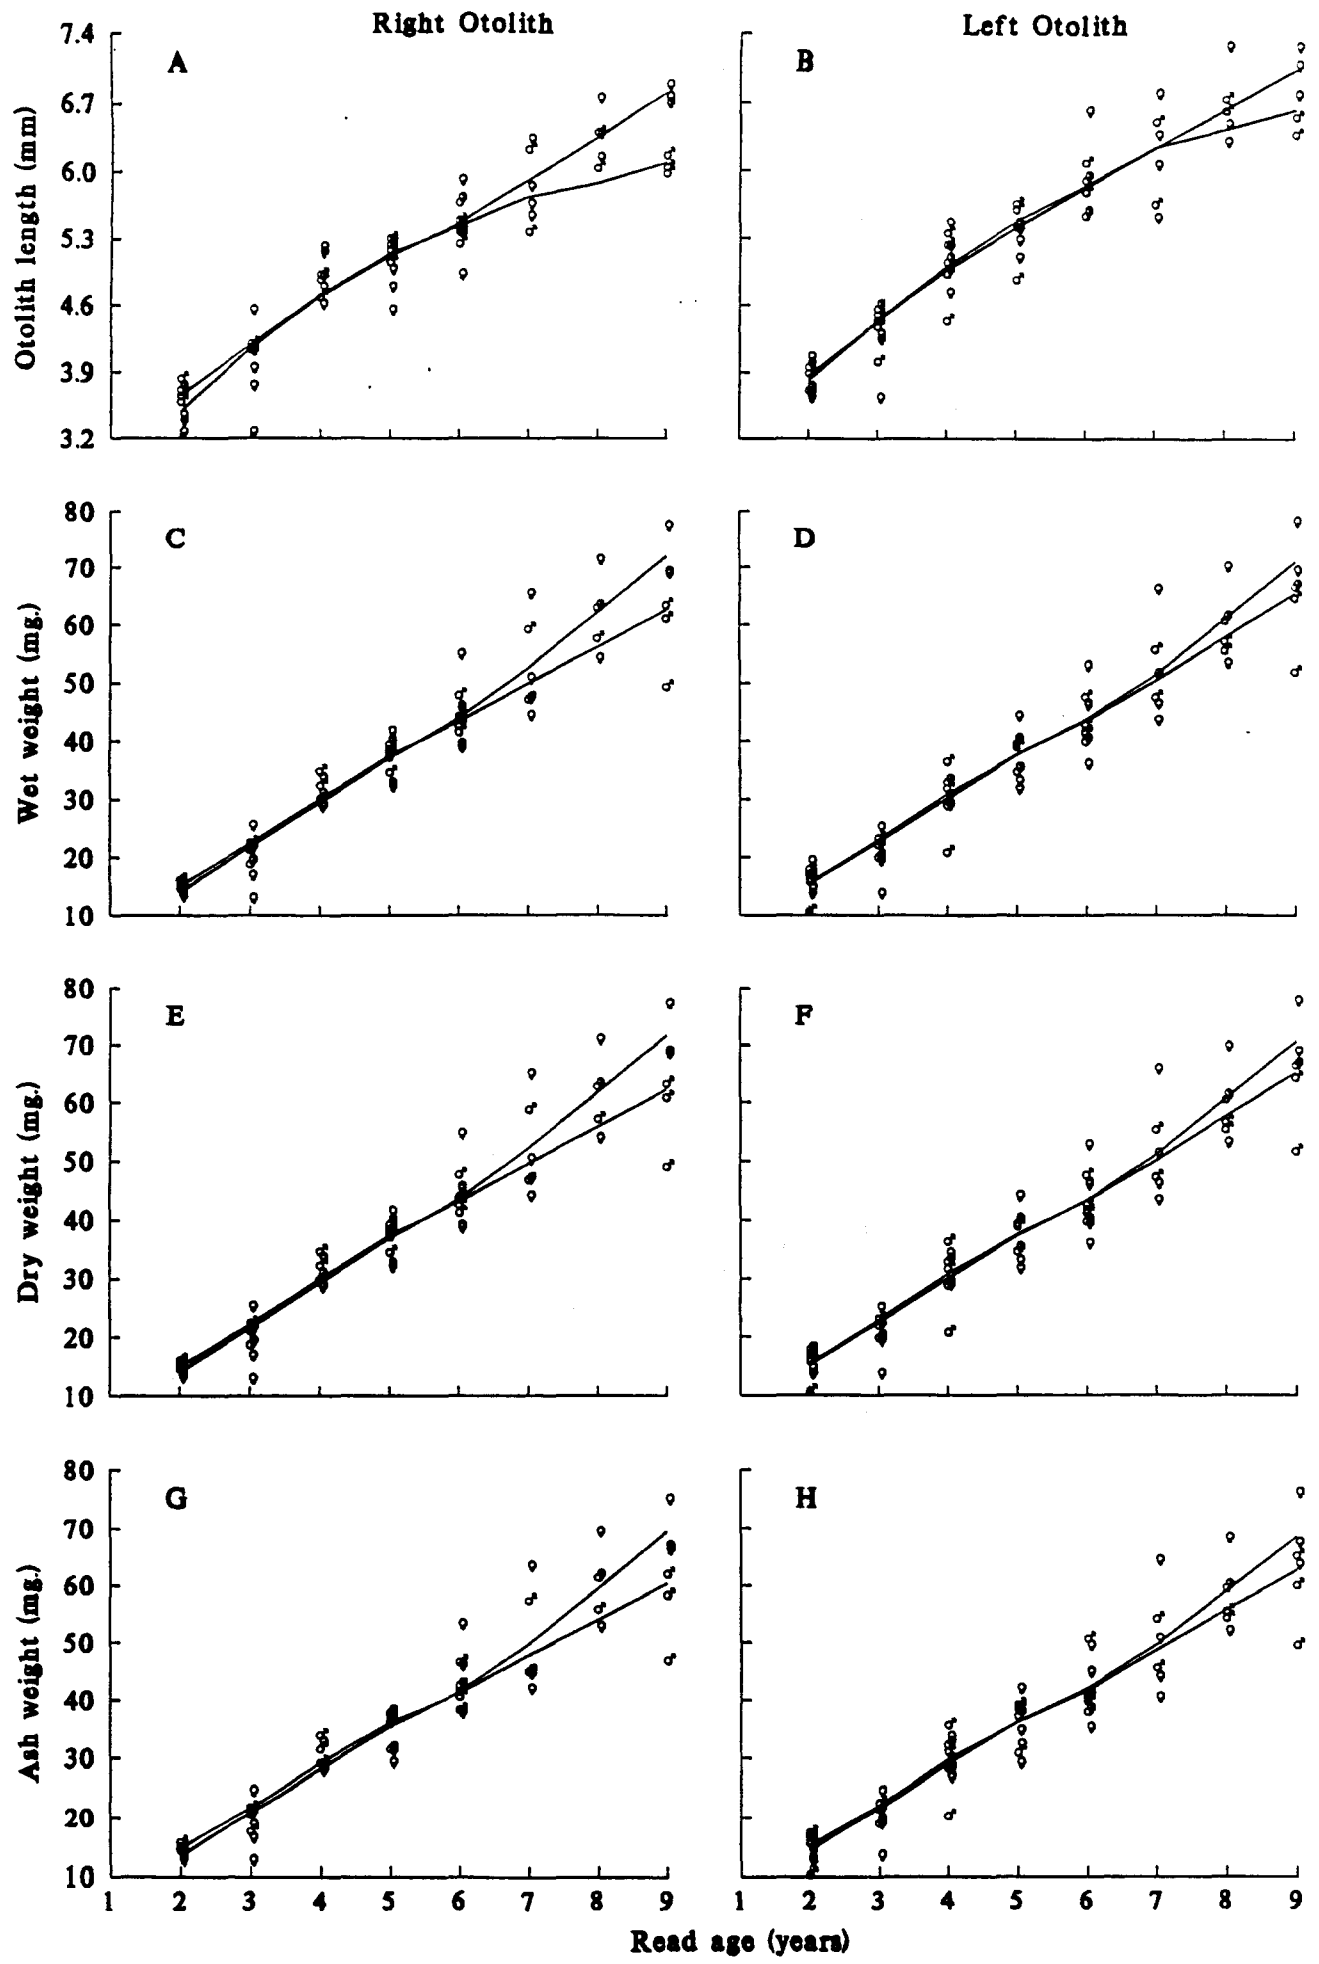 Right Otolith
Left Otolith
A
B
Otolith length (mm)
7.4
6.7
6.0
5.3
4.6
3.9
3.2
C
D
Wet weight (mg.)
80
70
60
50
40
30
20
10
E
F
Dry weight (mg.)
80
70
60
50
40
30
20
10
G
H
Ash weight (mg.)
80
70
60
50
40
30
20
10
1 2 3 4 5 6 7 8 9
1 2 3 4 5 6 7 8 9
Read age (years)